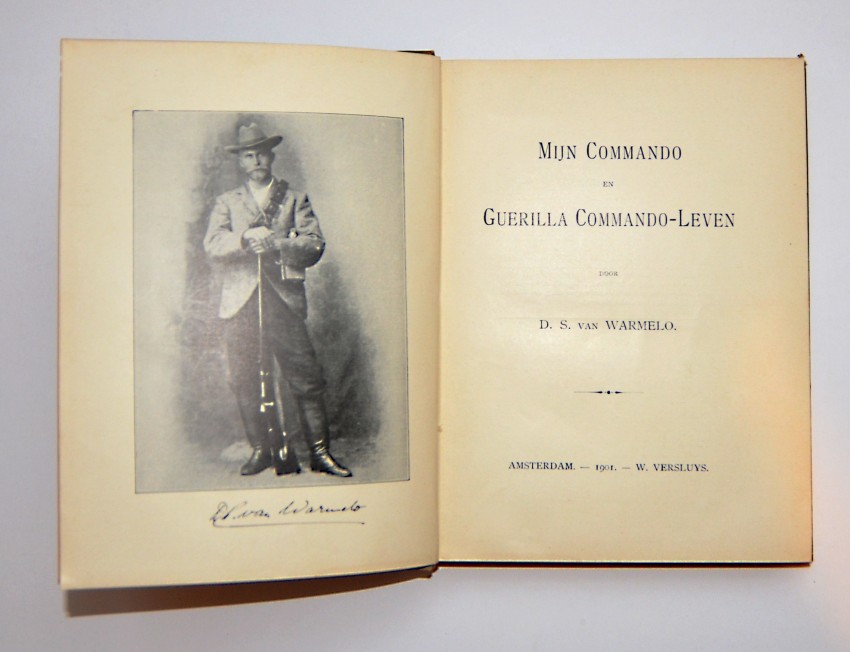 D.S. van Warmelo
MIJN COMMANDO
EN
GUERILLA COMMANDO-LEVEN
DOOR
D. S. VAN WARMELO.
AMSTERDAM. — 1901. — W. VERSLUYS.